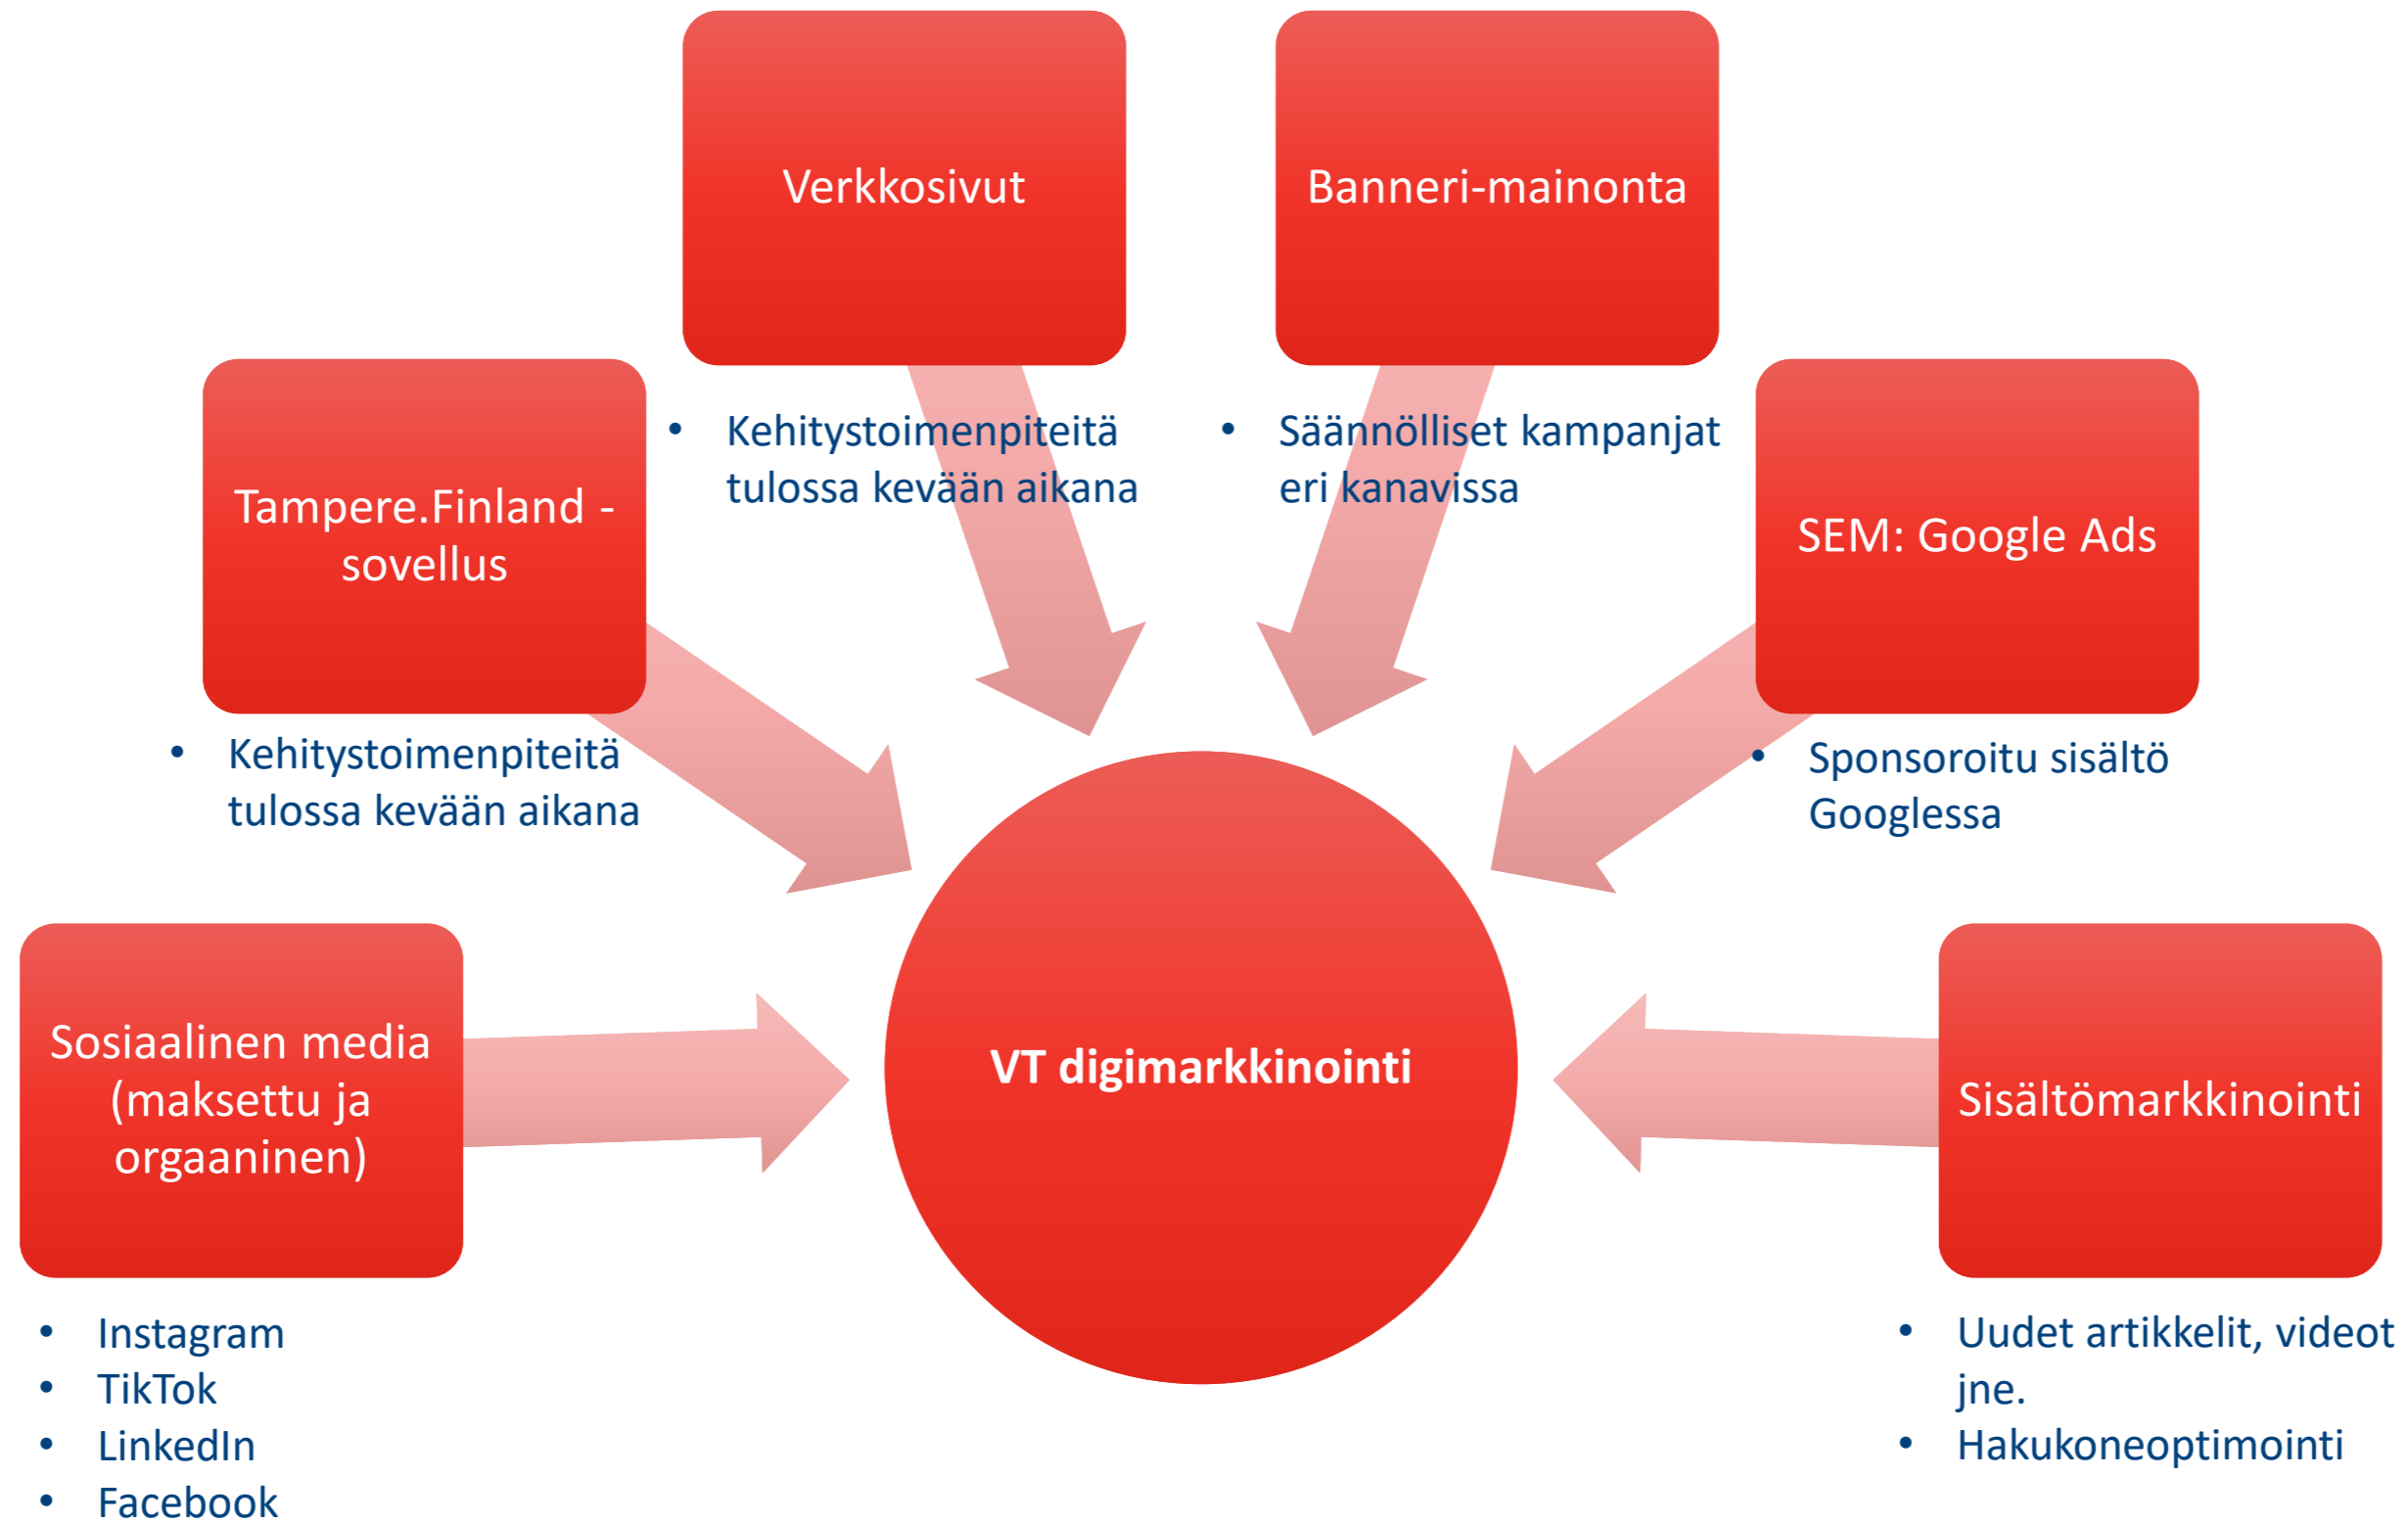 Verkkosivut
Banneri-mainonta
• Kehitystoimenpiteitä
tulossa kevään aikana
• Säännölliset kampanjat
eri kanavissa
Tampere.Finland -
sovellus
SEM: Google Ads
• Kehitystoimenpiteitä
tulossa kevään aikana
• Sponsoroitu sisältö
Googlessa
Sosiaalinen media
(maksettu ja
orgaaninen)
VT digimarkkinointi
Sisältömarkkinointi
• Instagram
• TikTok
• LinkedIn
• Facebook
• Uudet artikkelit, videot
jne.
• Hakukoneoptimointi